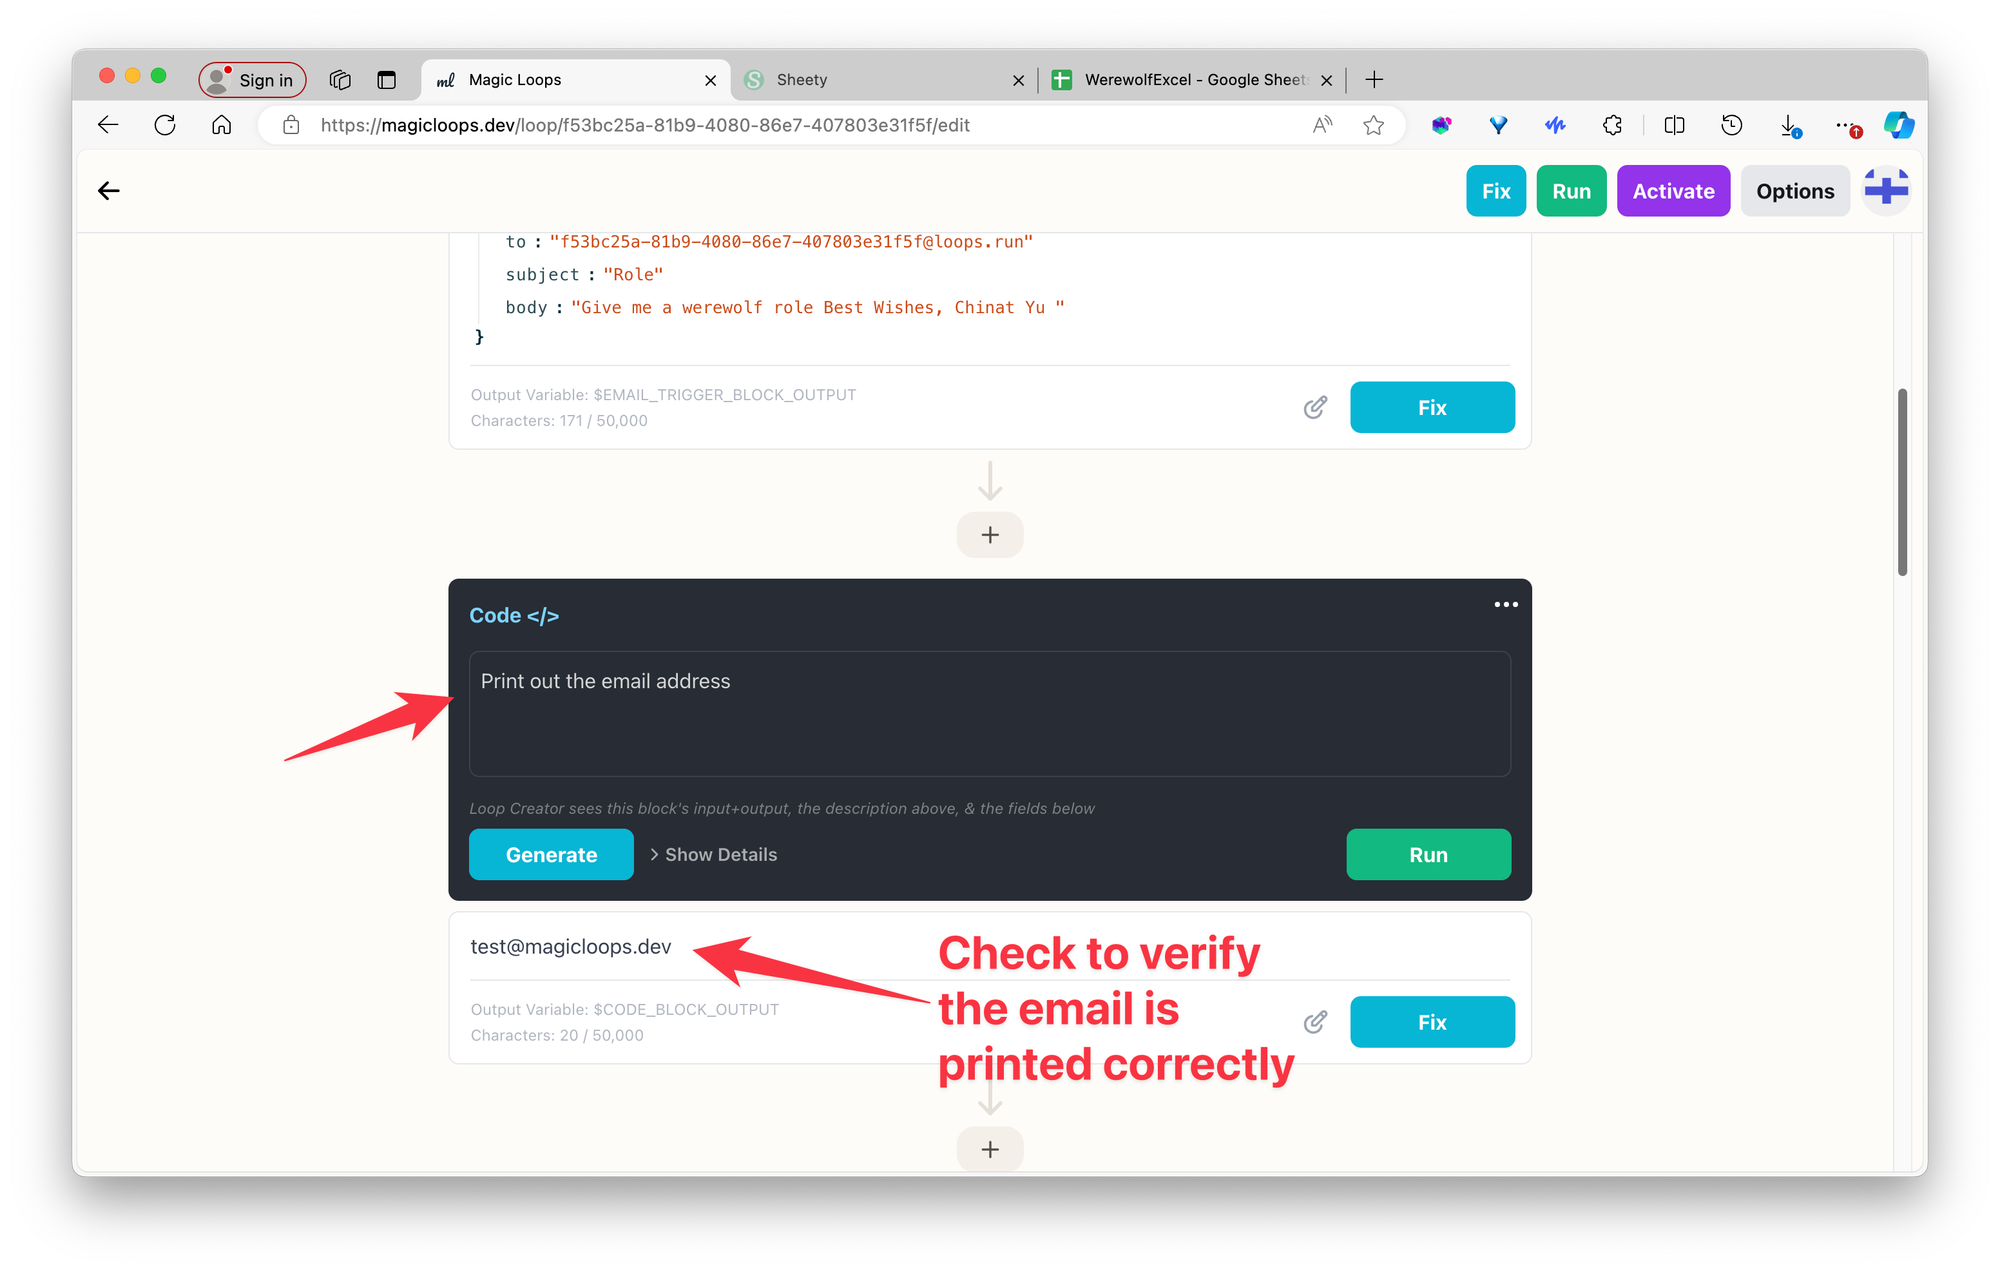 Sign in
ml Magic Loops
S Sheety
WerewolfExcel - Google Sheets
https://magicloops.dev/loop/f53bc25a-81b9-4080-86e7-407803e31f5f/edit
Fix
Run
Activate
Options
to : "f53bc25a-81b9-4080-86e7-407803e31f5f@loops.run"
subject : "Role"
body : "Give me a werewolf role Best Wishes, Chinat Yu "
}
Output Variable: $EMAIL_TRIGGER_BLOCK_OUTPUT
Characters: 171 / 50,000
Fix
+
Code </>
Print out the email address
Loop Creator sees this block's input+output, the description above, & the fields below
Generate
> Show Details
Run
test@magicloops.dev
Output Variable: $CODE_BLOCK_OUTPUT
Characters: 20 / 50,000
Fix
Check to verify
the email is
printed correctly
+